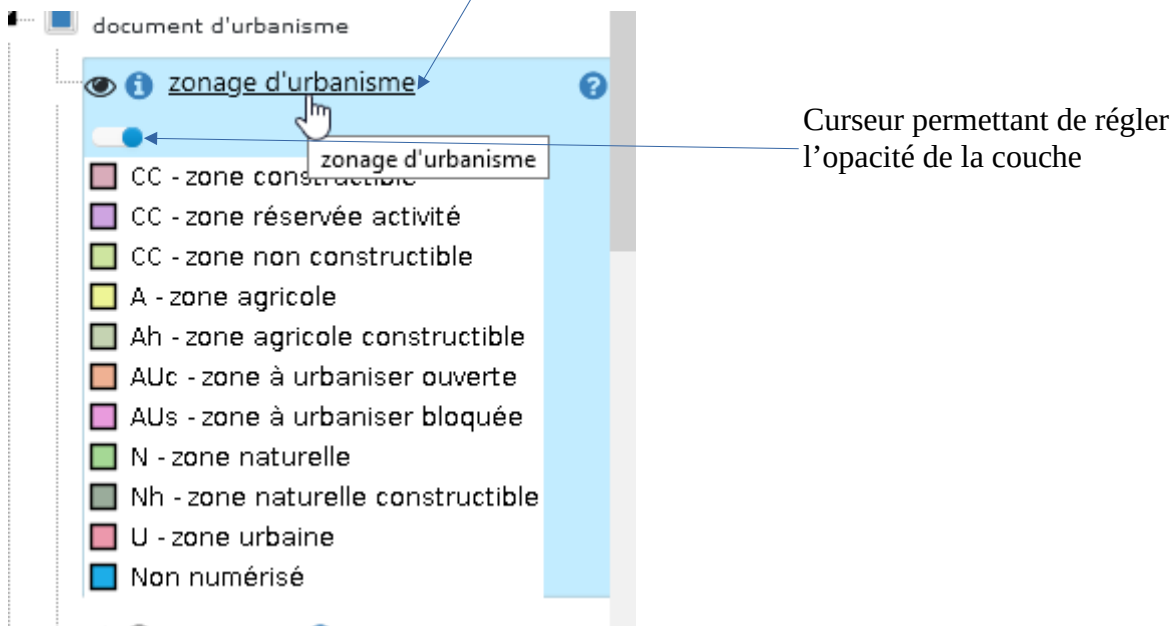 document d'urbanisme
zonage d'urbanisme
zonage d'urbanisme
CC - zone constructible
CC - zone réservée activité
CC - zone non constructible
A - zone agricole
Ah - zone agricole constructible
AUc - zone à urbaniser ouverte
AUs - zone à urbaniser bloquée
N - zone naturelle
Nh - zone naturelle constructible
U - zone urbaine
Non numérisé
Curseur permettant de régler
l’opacité de la couche